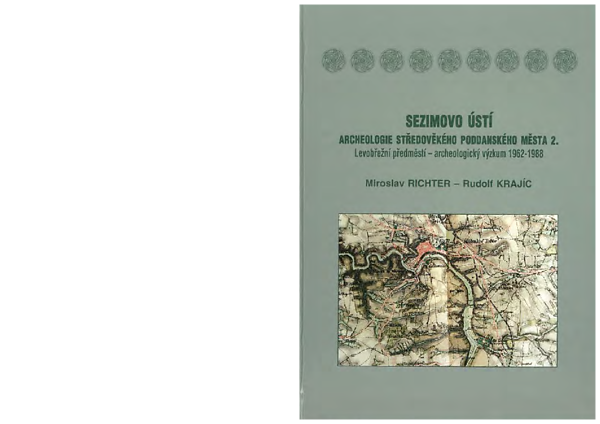 SEZIMOVO ÚSTÍ
ARCHEOLOGIE STŘEDOVĚKÉHO PODDANSKÉHO MĚSTA 2.
Levobřežní předměstí – archeologický výzkum 1962-1988
Miroslav RICHTER – Rudolf KRAJÍC